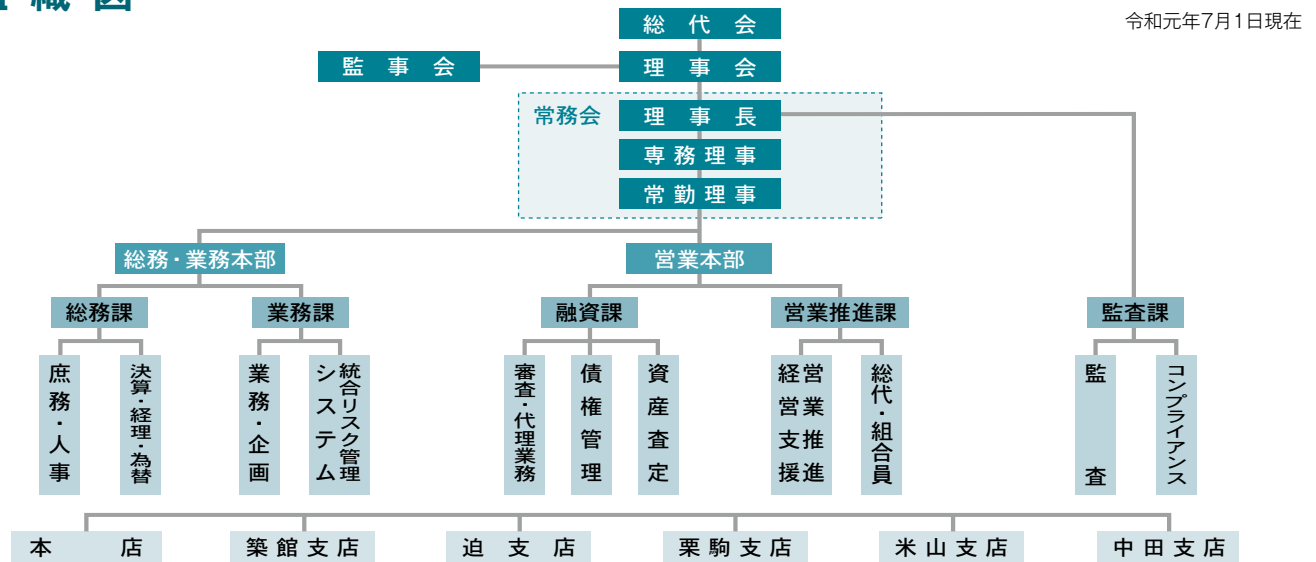 組織図
令和元年7月1日現在
総代会
監事会
理事会
常務会
理事長
専務理事
常勤理事
総務・業務本部
営業本部
総務課
業務課
融資課
営業推進課
監査課
庶務・人事
決算・経理・為替
業務・企画
統合リスク管理
システム
審査・代理業務
債権管理
資産査定
営業推進
経営支援
総代・組合員
監査
コンプライアンス
本店
築館支店
迫支店
栗駒支店
米山支店
中田支店